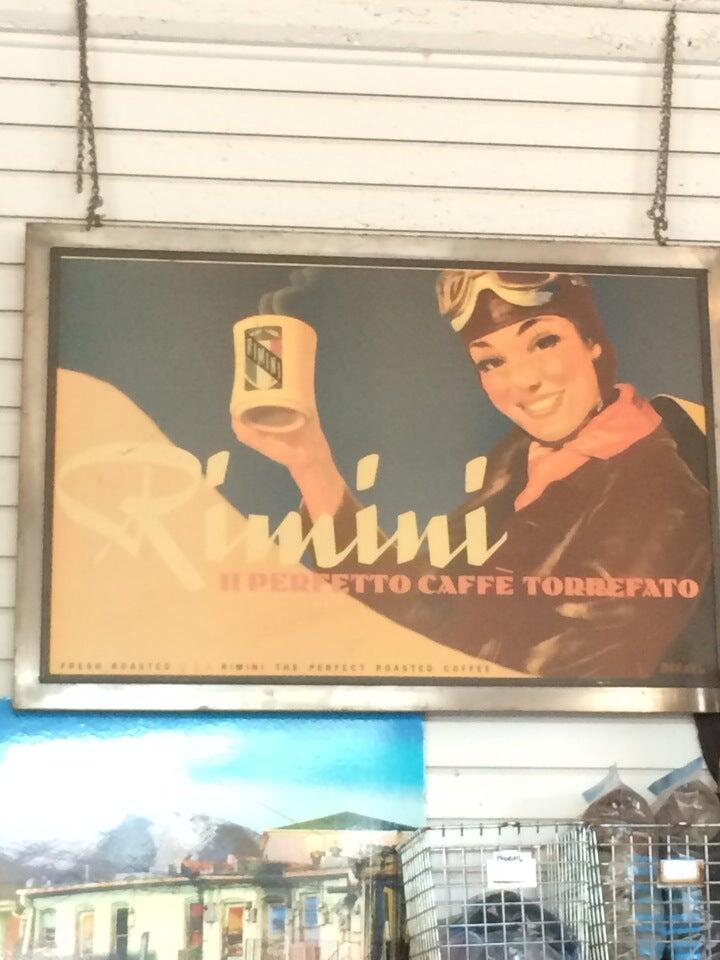 RIMINI
Rimini
Il PERFETTO CAFFÈ TORREFATO
FRESH ROASTED
RIMINI THE PERFECT ROASTED COFFEE